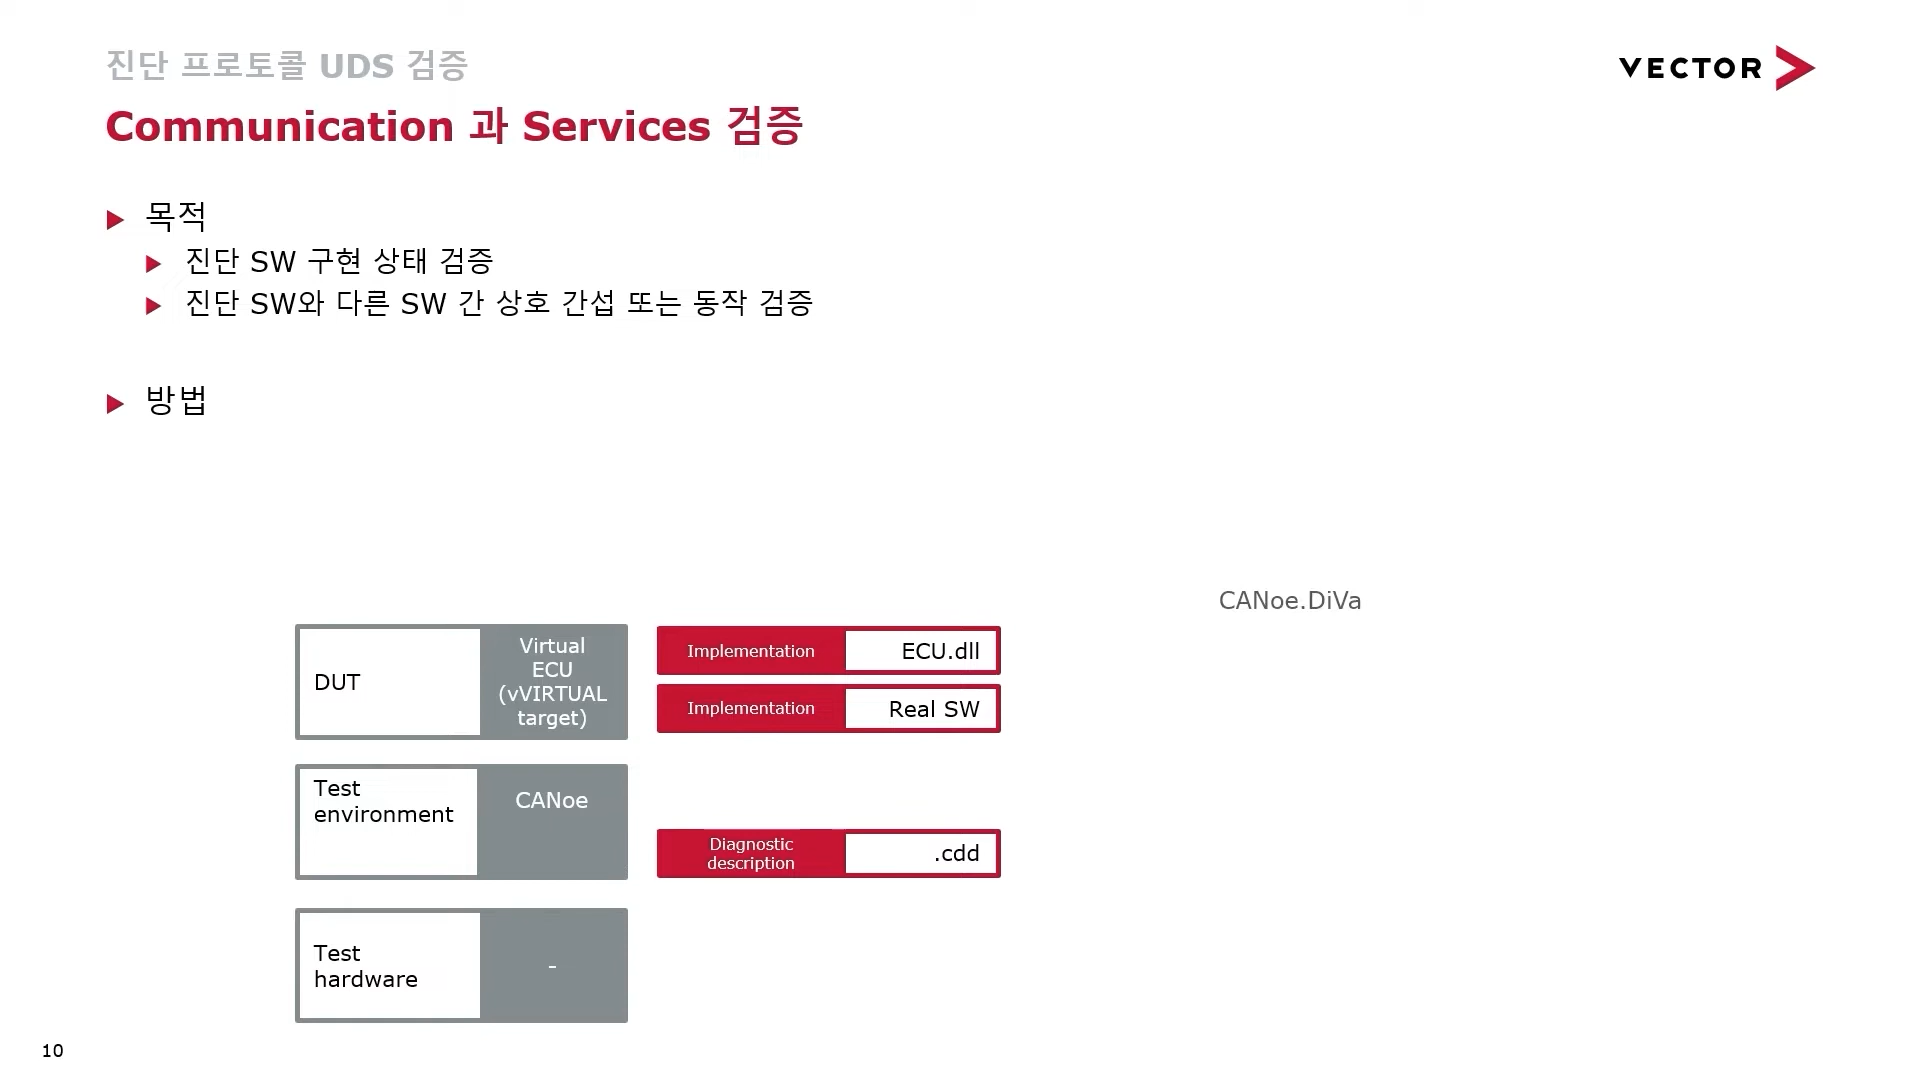 진단 프로토콜 UDS 검증
VECTOR
Communication 과 Services 검증
목적
진단 SW 구현 상태 검증
진단 SW와 다른 SW 간 상호 간섭 또는 동작 검증
방법
CANoe.DiVa
DUT
Virtual
ECU
(vVIRTUAL
target)
Implementation
ECU.dll
Implementation
Real SW
Test
environment
CANoe
Diagnostic
description
.cdd
Test
hardware
-
10